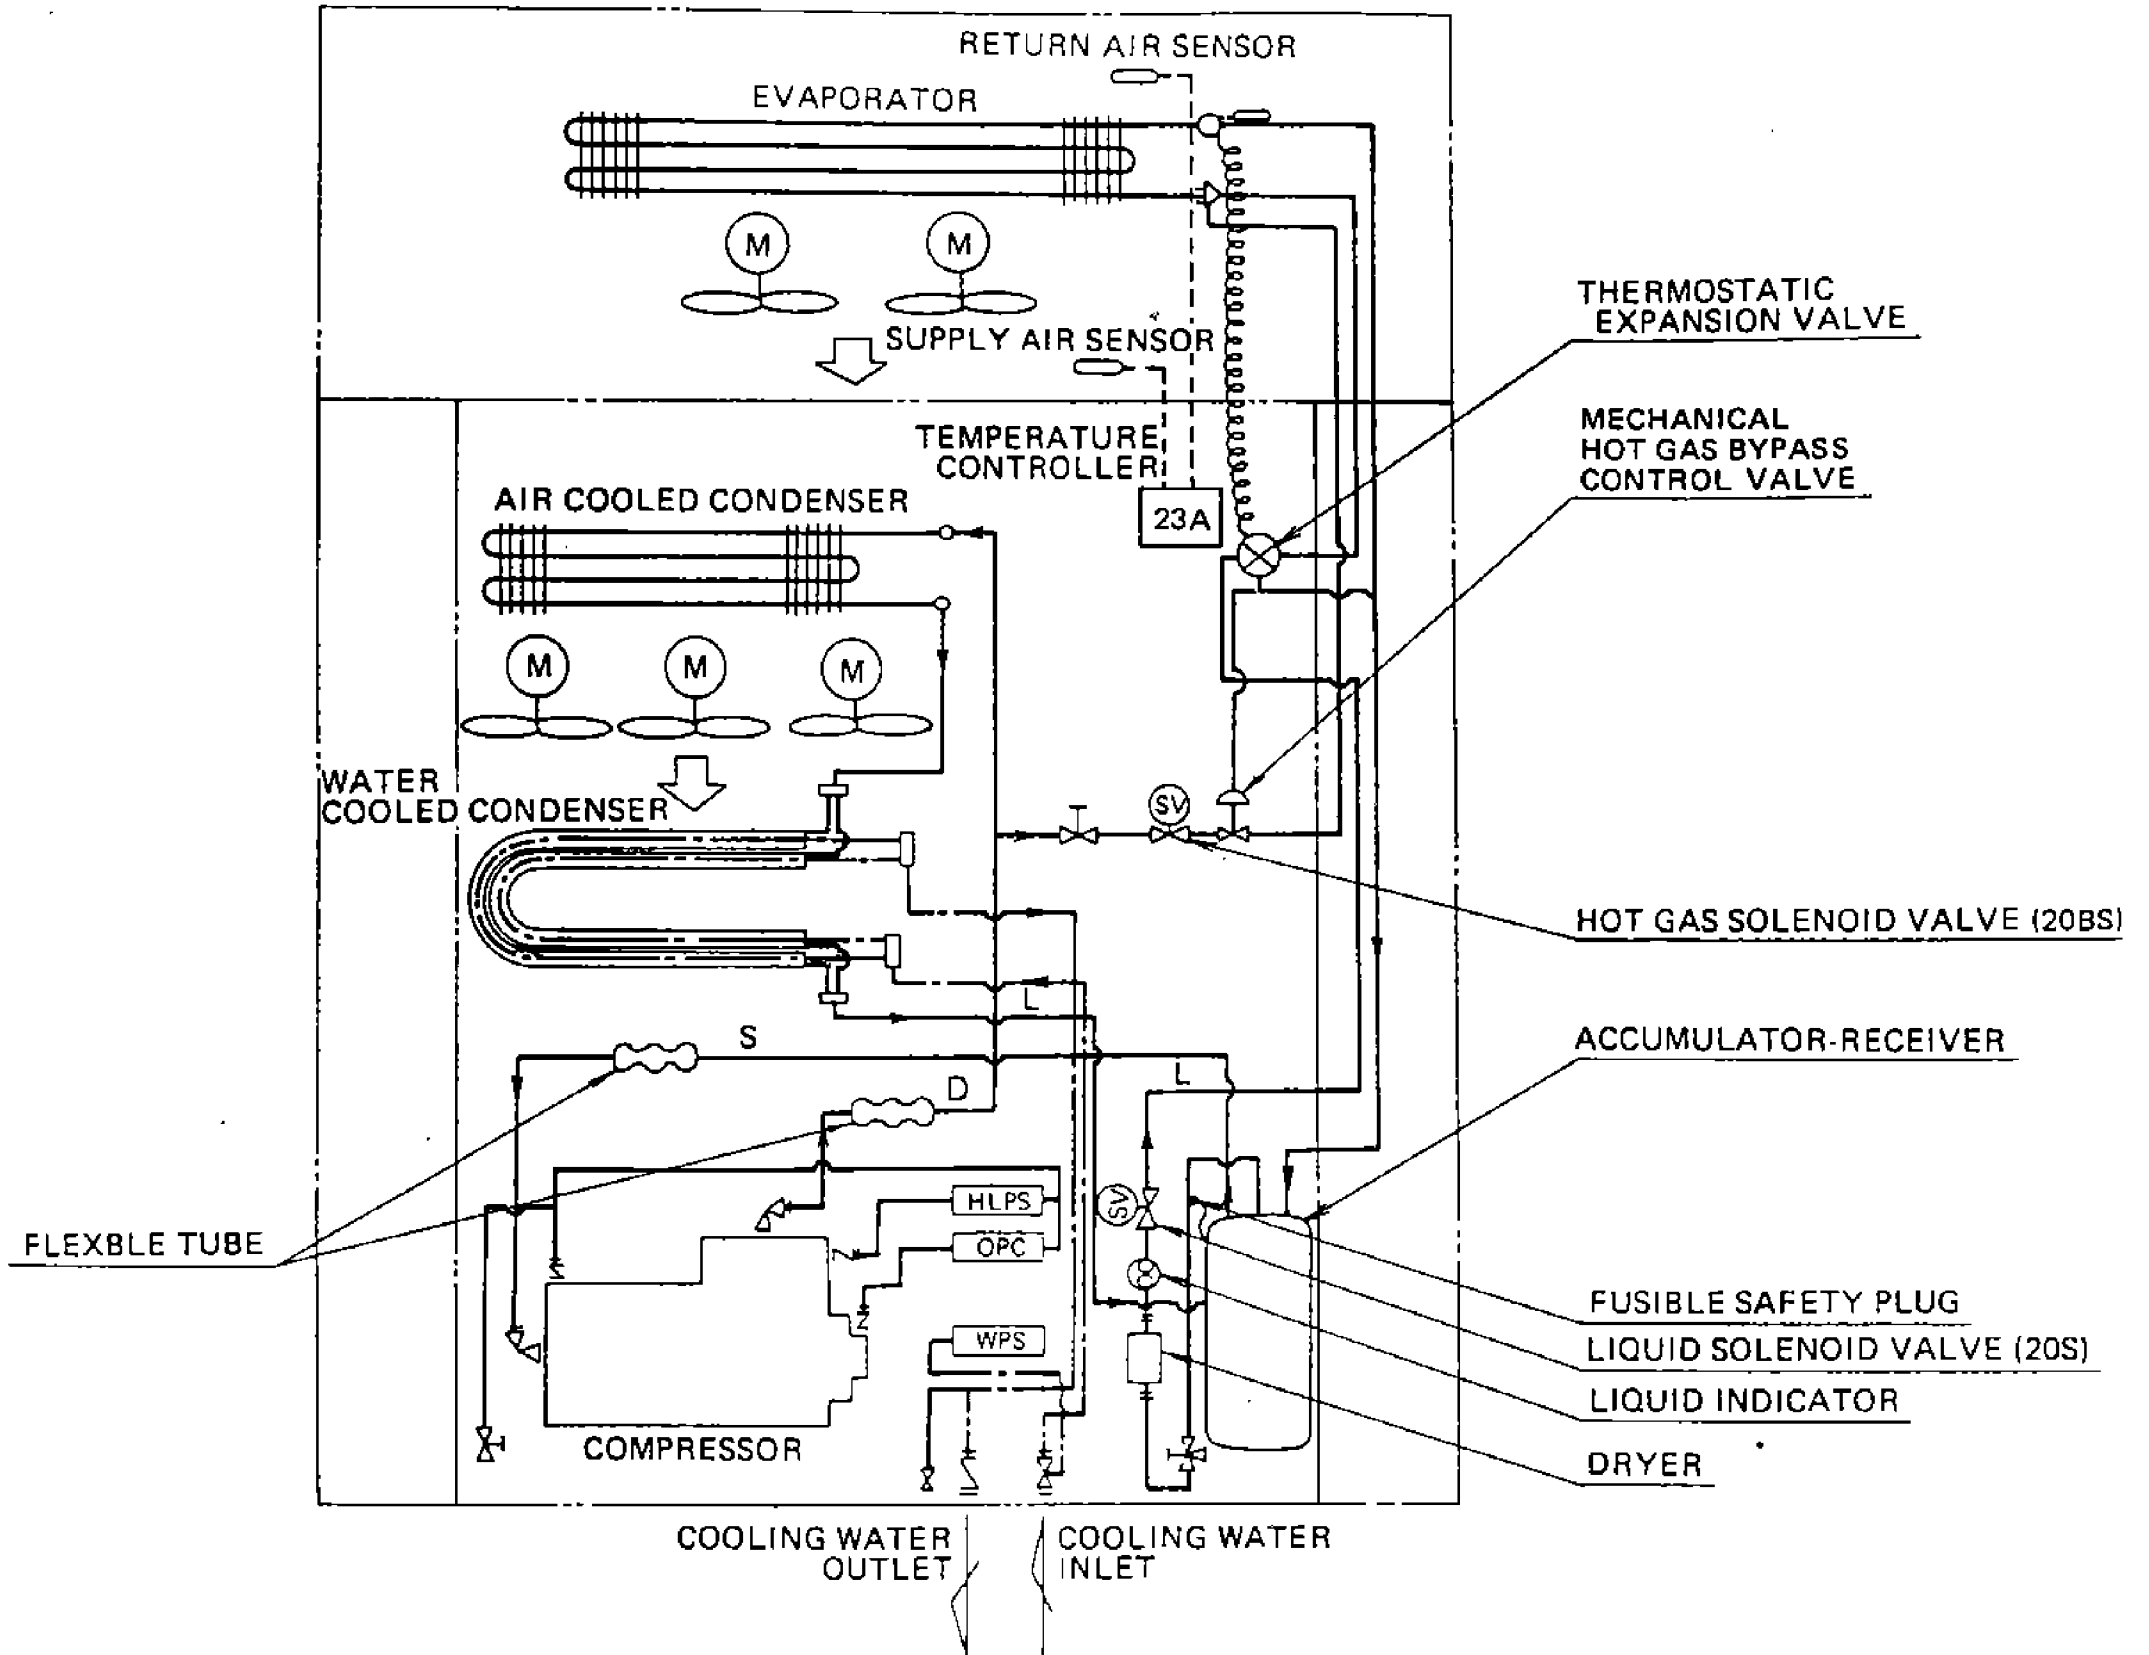 RETURN AIR SENSOR
EVAPORATOR
M
M
SUPPLY AIR SENSOR
THERMOSTATIC
EXPANSION VALVE
MECHANICAL
HOT GAS BYPASS
CONTROL VALVE
TEMPERATURE
CONTROLLER
23A
AIR COOLED CONDENSER
M
M
M
WATER
COOLED CONDENSER
SV
HOT GAS SOLENOID VALVE (20BS)
L
S
D
L
ACCUMULATOR-RECEIVER
HLPS
SV
OPC
FLEXBLE TUBE
WPS
FUSIBLE SAFETY PLUG
LIQUID SOLENOID VALVE (20S)
LIQUID INDICATOR
DRYER
COMPRESSOR
COOLING WATER
OUTLET
COOLING WATER
INLET